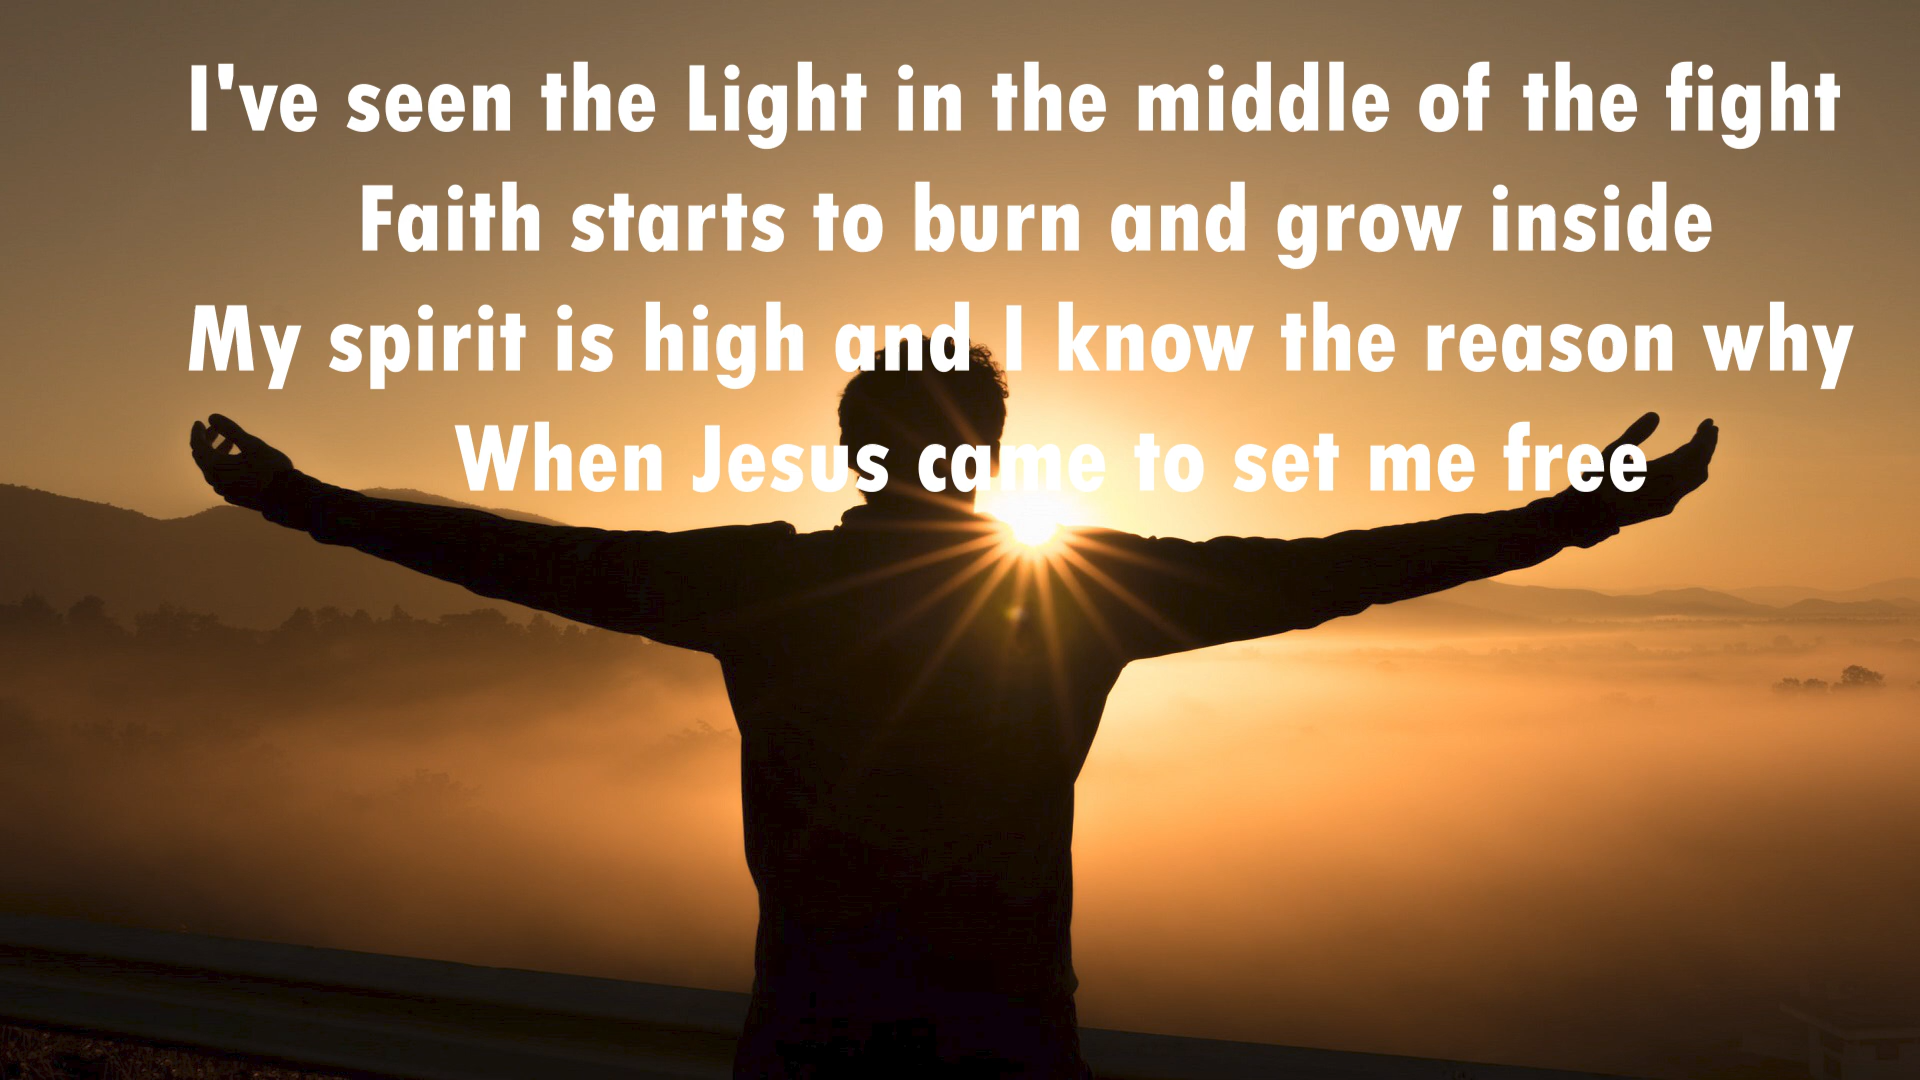 I've seen the Light in the middle of the fight
Faith starts to burn and grow inside
My spirit is high and I know the reason why
When Jesus came to set me free